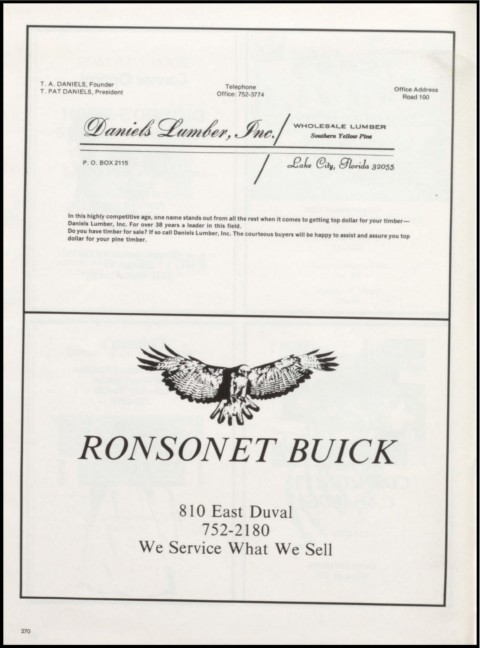 T. A. DANIELS, Founder
T. PAT DANIELS, President
Telephone
Office: 752-3774
Office Address
Road 100
Daniels Lumber, Inc.
WHOLESALE LUMBER
Southern Yellow Pine
P. O. BOX 2115
Lake City, Florida 32055
In this highly competitive age, one name stands out from all the rest when it comes to getting top dollar for your timber—
Daniels Lumber, Inc. For over 38 years a leader in this field.
Do you have timber for sale? If so call Daniels Lumber, Inc. The courteous buyers will be happy to assist and assure you top
dollar for your pine timber.
RONSONET BUICK
810 East Duval
752-2180
We Service What We Sell
270